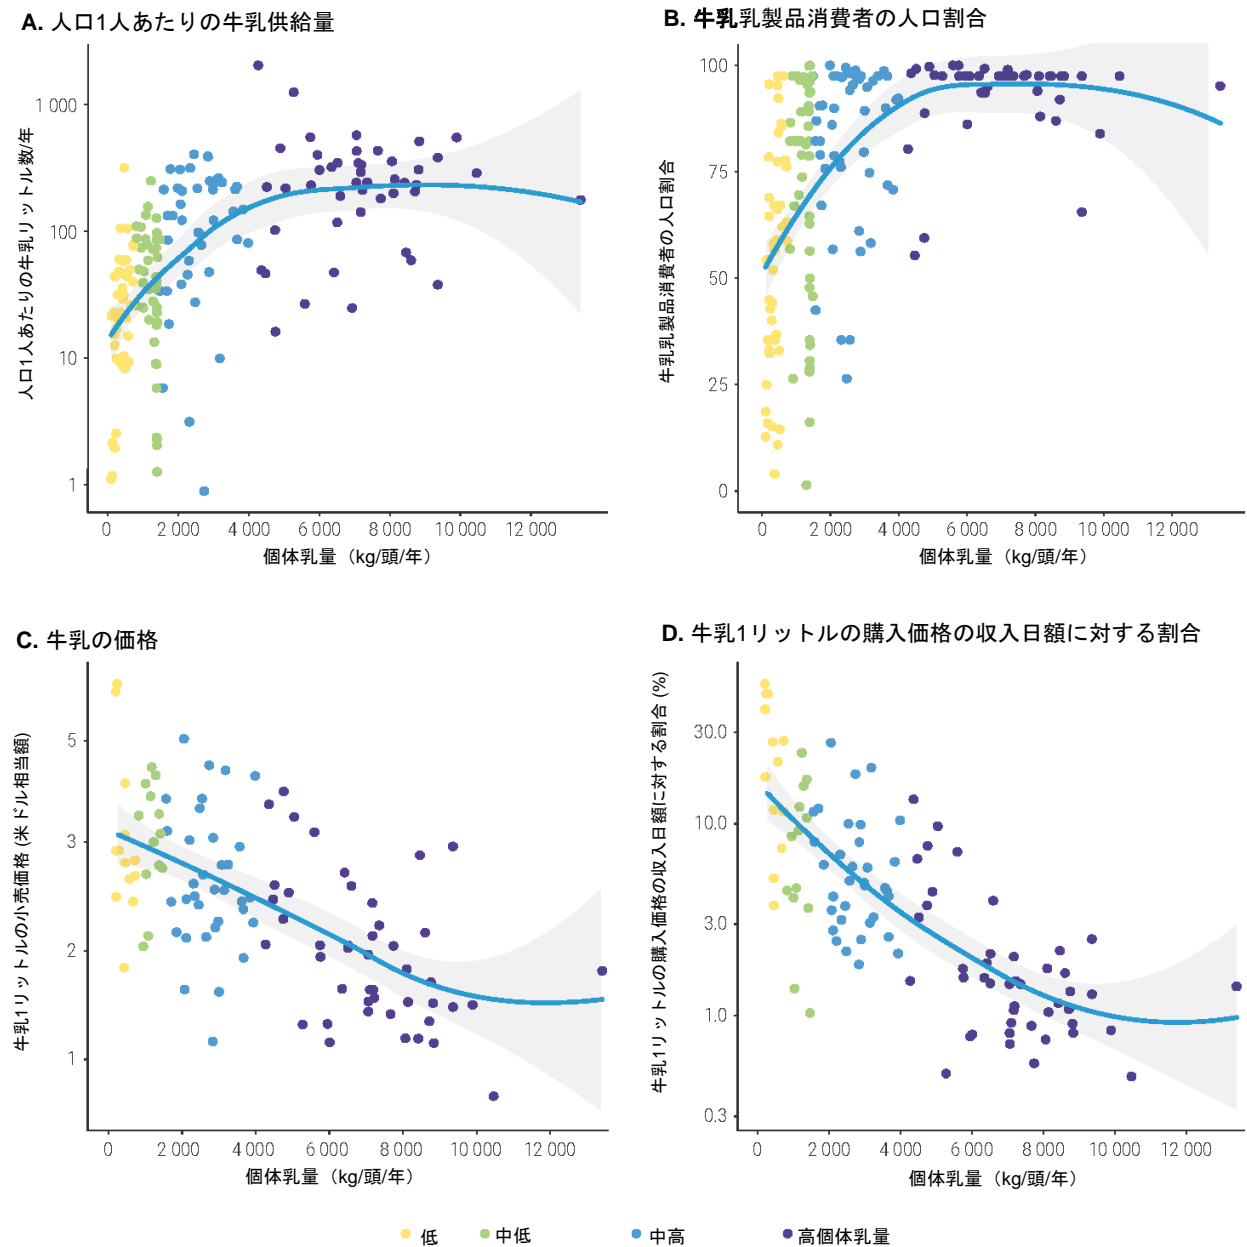 A. 人口1人あたりの牛乳供給量
人口1人あたりの牛乳リットル数/年
1 000
100
10
1
0 2 000 4 000 6 000 8 000 10 000 12 000
個体乳量（kg/頭/年）
B. 牛乳乳製品消費者の人口割合
牛乳乳製品消費者の人口割合
100
75
50
25
0
0 2 000 4 000 6 000 8 000 10 000 12 000
個体乳量（kg/頭/年）
C. 牛乳の価格
牛乳1リットルの小売価格 (米ドル相当額)
5
3
2
1
0 2 000 4 000 6 000 8 000 10 000 12 000
個体乳量（kg/頭/年）
D. 牛乳1リットルの購入価格の収入日額に対する割合
牛乳1リットルの購入価格の収入日額に対する割合 (%)
30.0
10.0
3.0
1.0
0.3
0 2 000 4 000 6 000 8 000 10 000 12 000
個体乳量（kg/頭/年）
低 中低 中高 高個体乳量